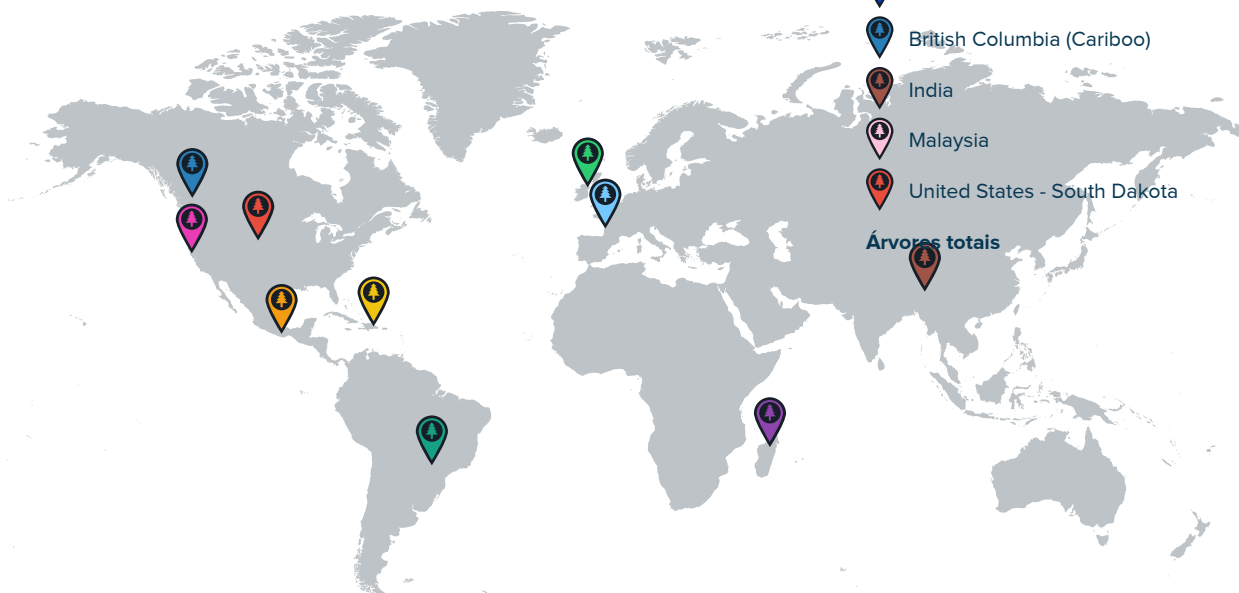 British Columbia (Cariboo)
India
Malaysia
United States - South Dakota
Árvores totais